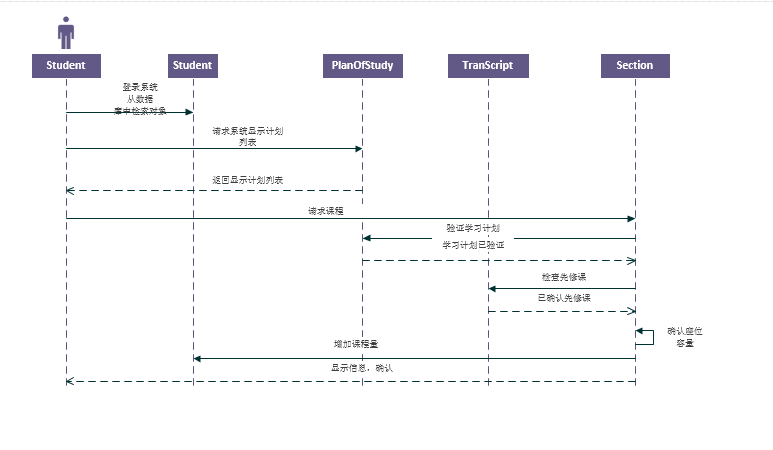 Student
Student
PlanOfStudy
TranScript
Section
登录系统
从数据
库中检索对象
请求系统显示计划
列表
返回显示计划列表
请求课程
验证学习计划
学习计划已验证
检查先修课
已确认先修课
确认座位
容量
增加课程量
显示信息，确认